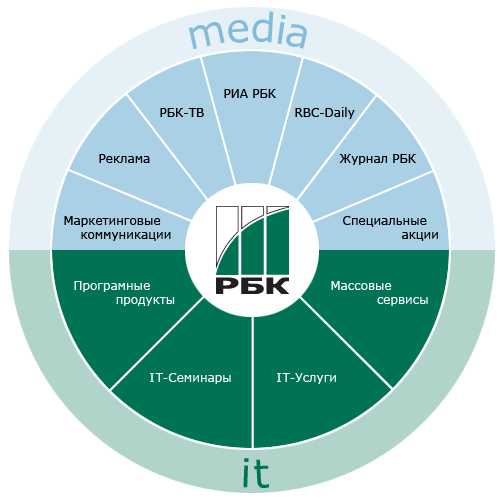 media
РИА РБК
РБК-ТВ
RBC-Daily
Реклама
Журнал РБК
Маркетинговые
коммуникации
Специальные
акции
РБК
Програмные
продукты
Массовые
сервисы
IT-Семинары
IT-Услуги
it